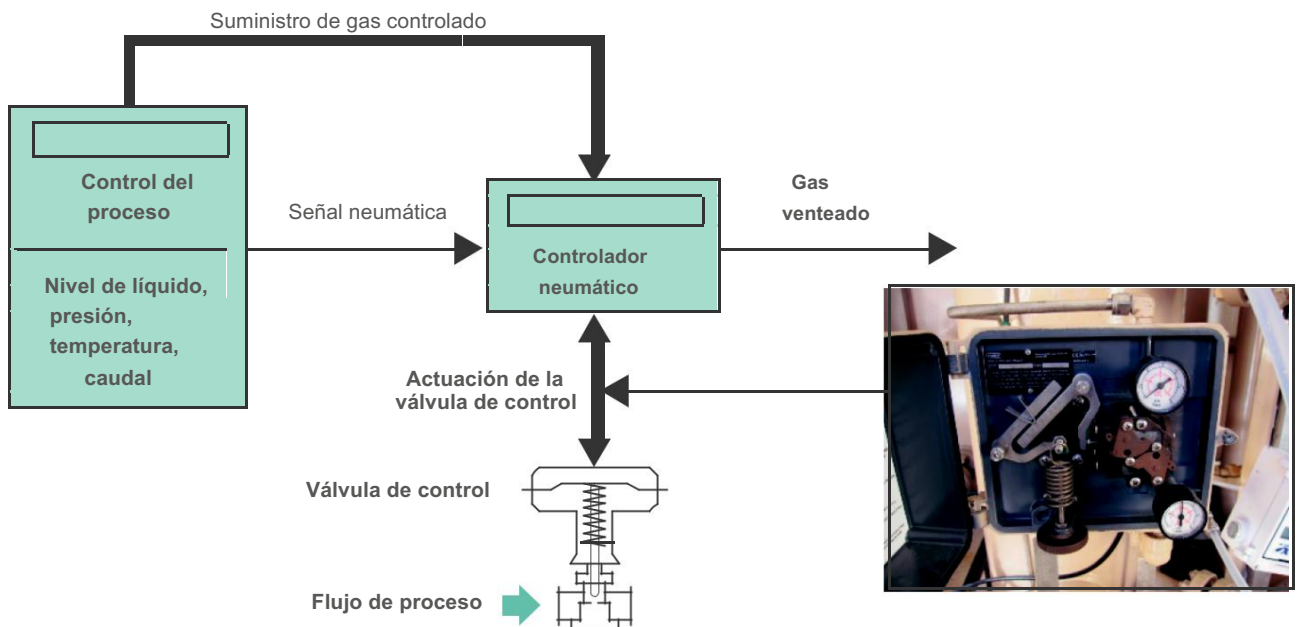 Suministro de gas controlado
Control del
proceso
Nivel de líquido,
presión,
temperatura,
caudal
Señal neumática
Controlador
neumático
Gas
venteado
Actuación de la
válvula de control
Válvula de control
Flujo de proceso